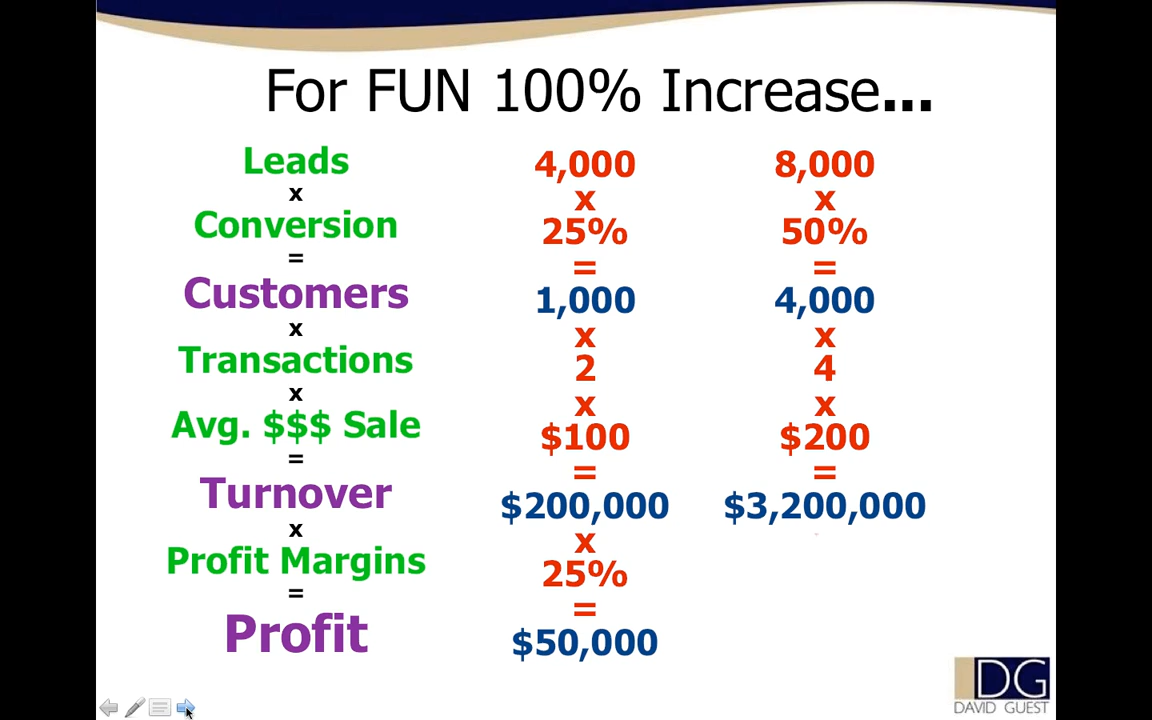 For FUN 100% Increase...
Leads 4,000 8,000
x x x
Conversion 25% 50%
= = =
Customers 1,000 4,000
x x x
Transactions 2 4
x x x
Avg. $$$ Sale $100 $200
= = =
Turnover $200,000 $3,200,000
x x
Profit Margins 25%
= =
Profit $50,000
DG
DAVID GUEST